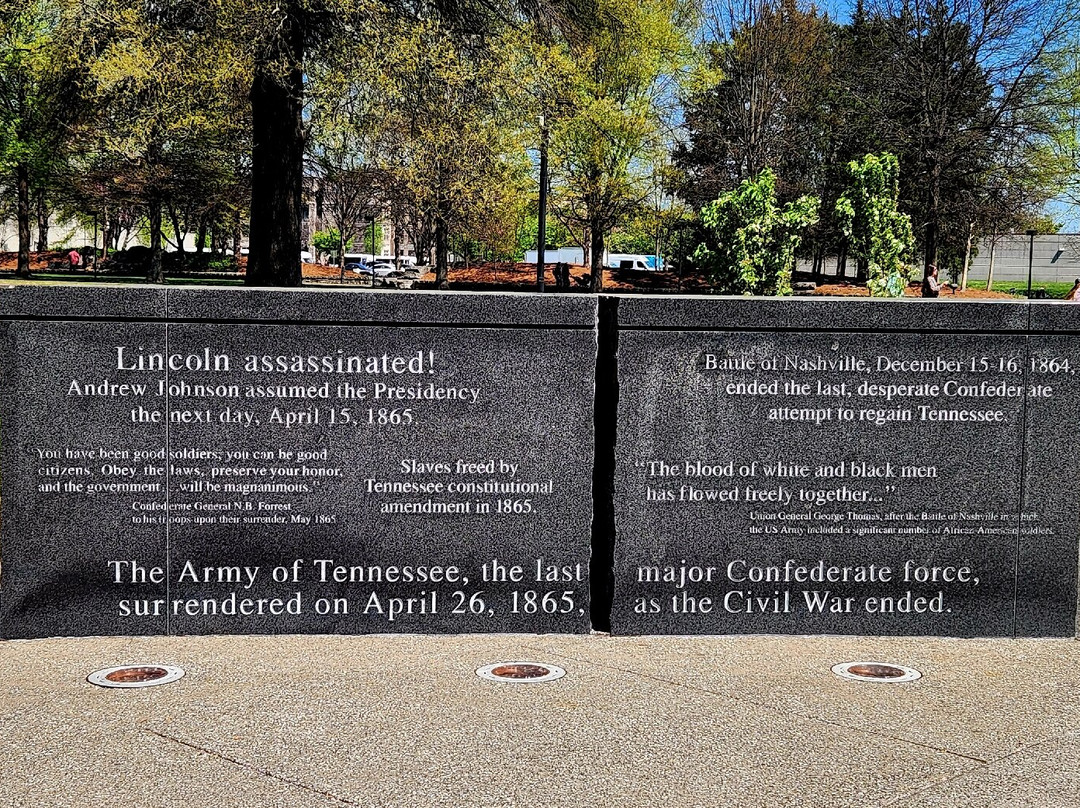 Lincoln assassinated!
Andrew Johnson assumed the Presidency
the next day, April 15, 1865.
"You have been good soldiers; you can be good
citizens. Obey the laws, preserve your honor,
and the government ...will be magnanimous."
Confederate General N.B. Forrest
to his troops upon their surrender, May 1865
Slaves freed by
Tennessee constitutional
amendment in 1865.
Battle of Nashville, December 15-16, 1864,
ended the last, desperate Confederate
attempt to regain Tennessee.
"The blood of white and black men
has flowed freely together..."
Union General George Thomas, after the Battle of Nashville in which
the US Army included a significant number of African-American soldiers.
The Army of Tennessee, the last major Confederate force,
surrendered on April 26, 1865, as the Civil War ended.